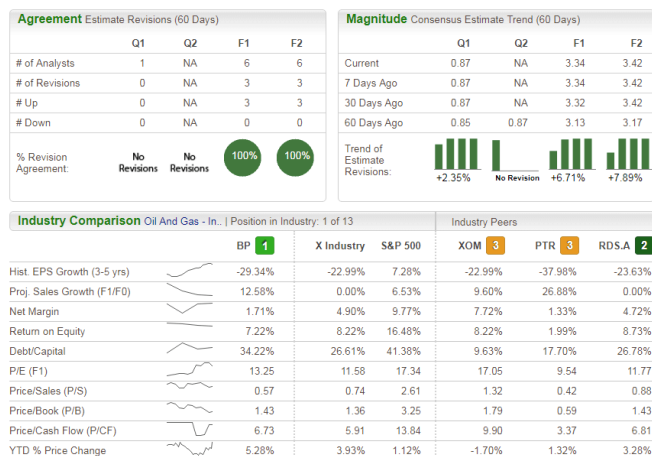 Agreement Estimate Revisions (60 Days)
Q1 Q2 F1 F2
# of Analysts 1 NA 6 6
# of Revisions 0 NA 3 3
# Up 0 NA 3 3
# Down 0 NA 0 0
% Revision Agreement: No Revisions No Revisions 100% 100%
Magnitude Consensus Estimate Trend (60 Days)
Q1 Q2 F1 F2
Current 0.87 NA 3.34 3.42
7 Days Ago 0.87 NA 3.34 3.42
30 Days Ago 0.87 NA 3.32 3.42
60 Days Ago 0.85 0.87 3.13 3.17
Trend of Estimate Revisions: +2.35% No Revision +6.71% +7.89%
Industry Comparison Oil And Gas - In.. | Position in Industry: 1 of 13 Industry Peers
BP 1 X Industry S&P 500 XOM 3 PTR 3 RDS.A 2
Hist. EPS Growth (3-5 yrs) -29.34% -22.99% 7.28% -22.99% -37.98% -23.63%
Proj. Sales Growth (F1/F0) 12.58% 0.00% 6.53% 9.60% 26.88% 0.00%
Net Margin 1.71% 4.90% 9.77% 7.72% 1.33% 4.72%
Return on Equity 7.22% 8.22% 16.48% 8.22% 1.99% 8.73%
Debt/Capital 34.22% 26.61% 41.38% 9.63% 17.70% 26.78%
P/E (F1) 13.25 11.58 17.34 17.05 9.54 11.77
Price/Sales (P/S) 0.57 0.74 2.61 1.32 0.42 0.88
Price/Book (P/B) 1.43 1.36 3.25 1.79 0.59 1.43
Price/Cash Flow (P/CF) 6.73 5.91 13.84 9.90 3.37 6.81
YTD % Price Change 5.28% 3.93% 1.12% -1.70% 1.32% 3.28%